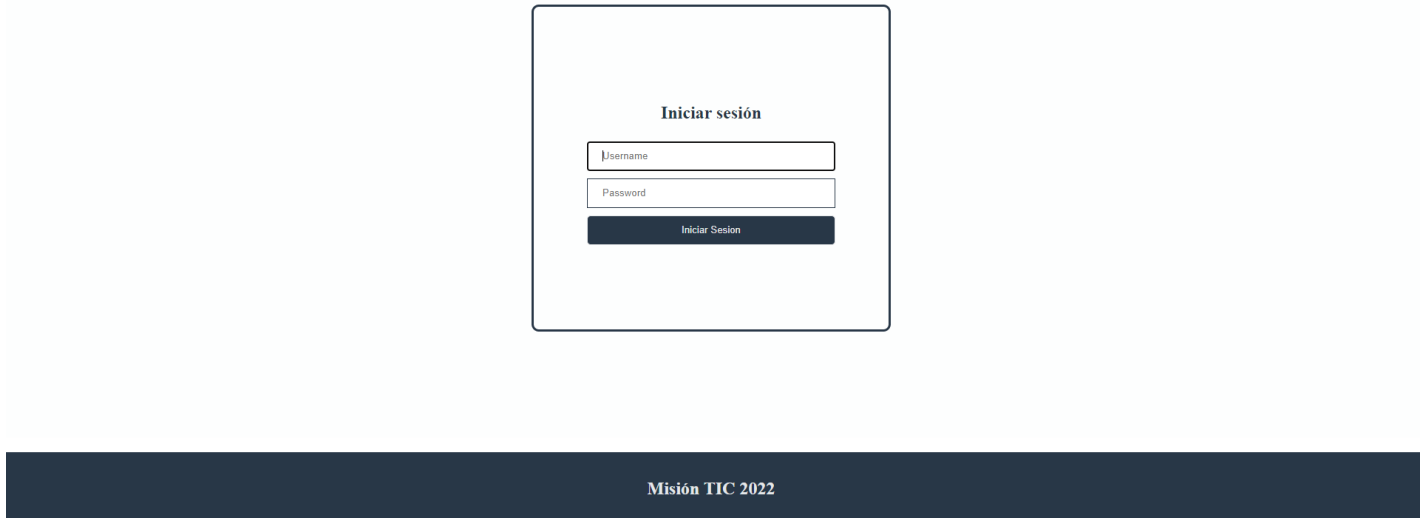 Iniciar sesión
Username
Password
Iniciar Sesion
Misión TIC 2022